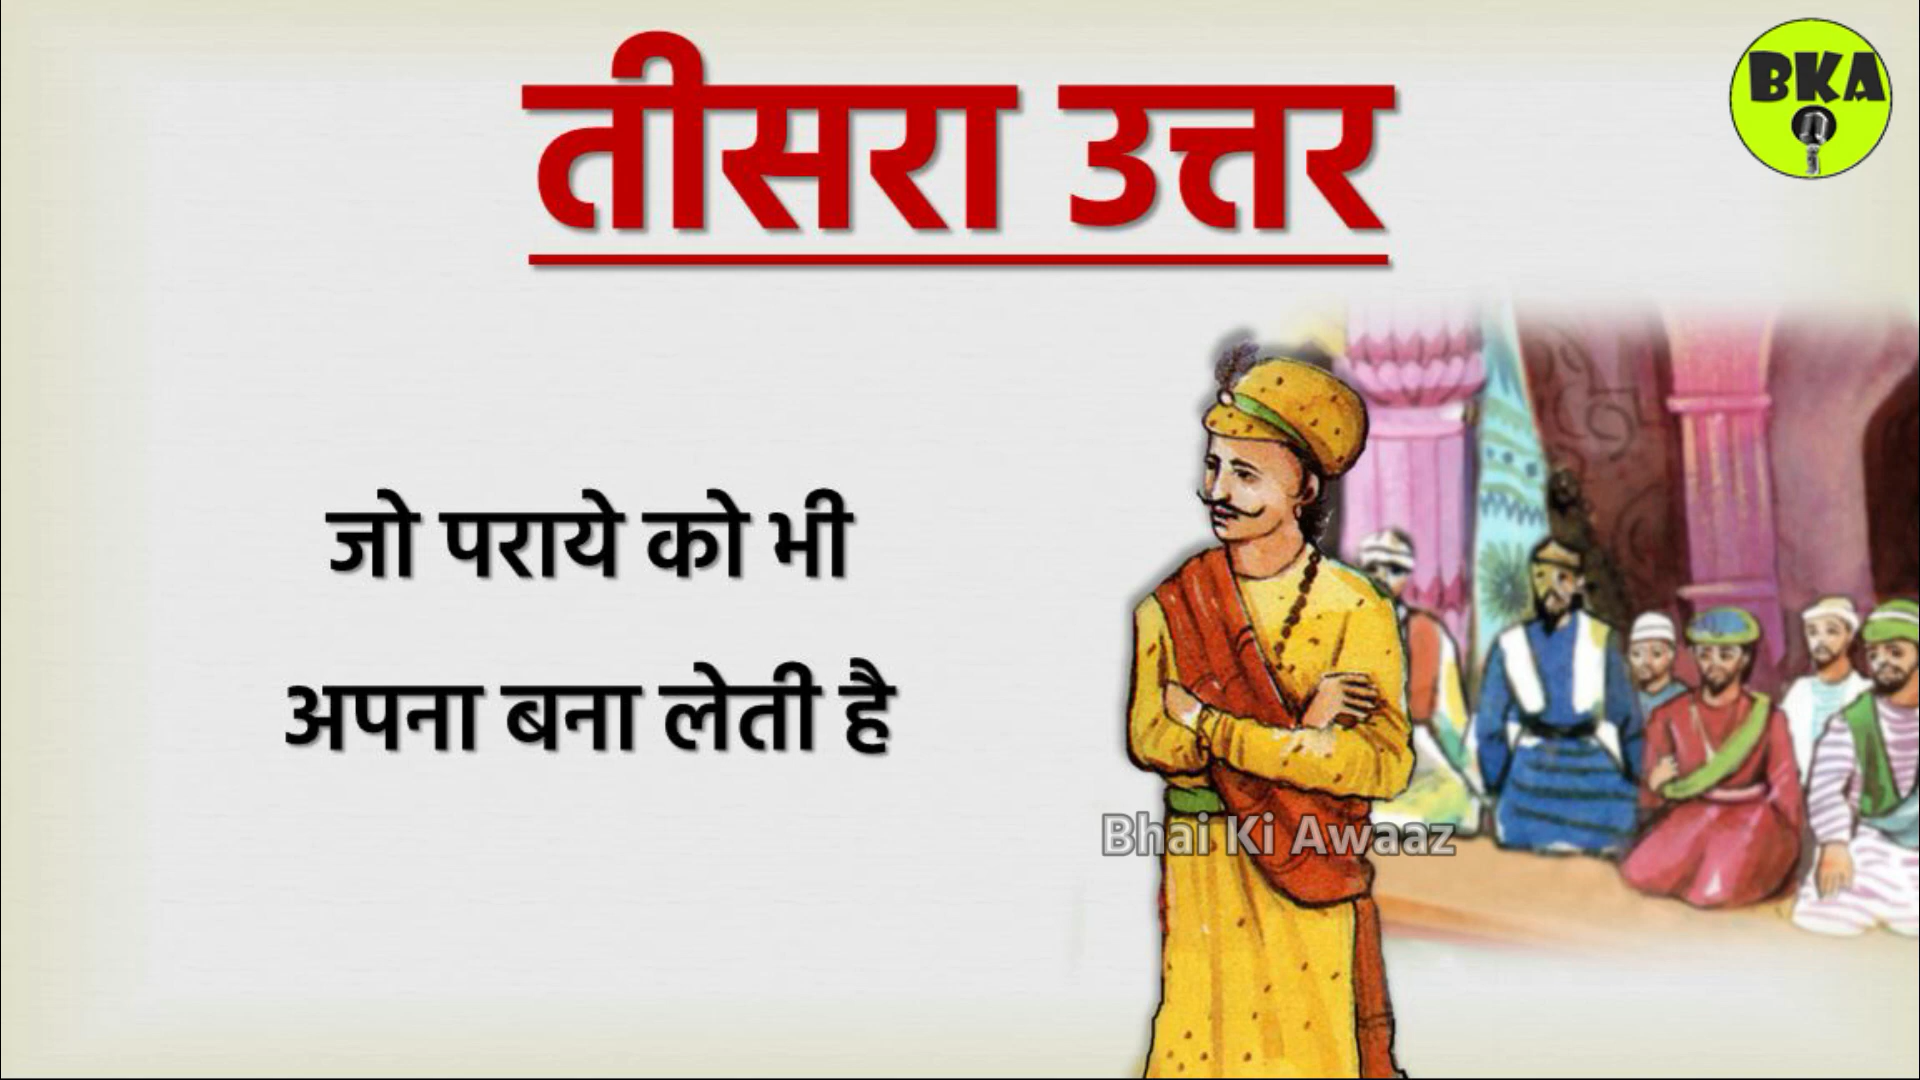 तीसरा उत्तर
BKA
जो पराये को भी
अपना बना लेती है
Bhai Ki Awaaz